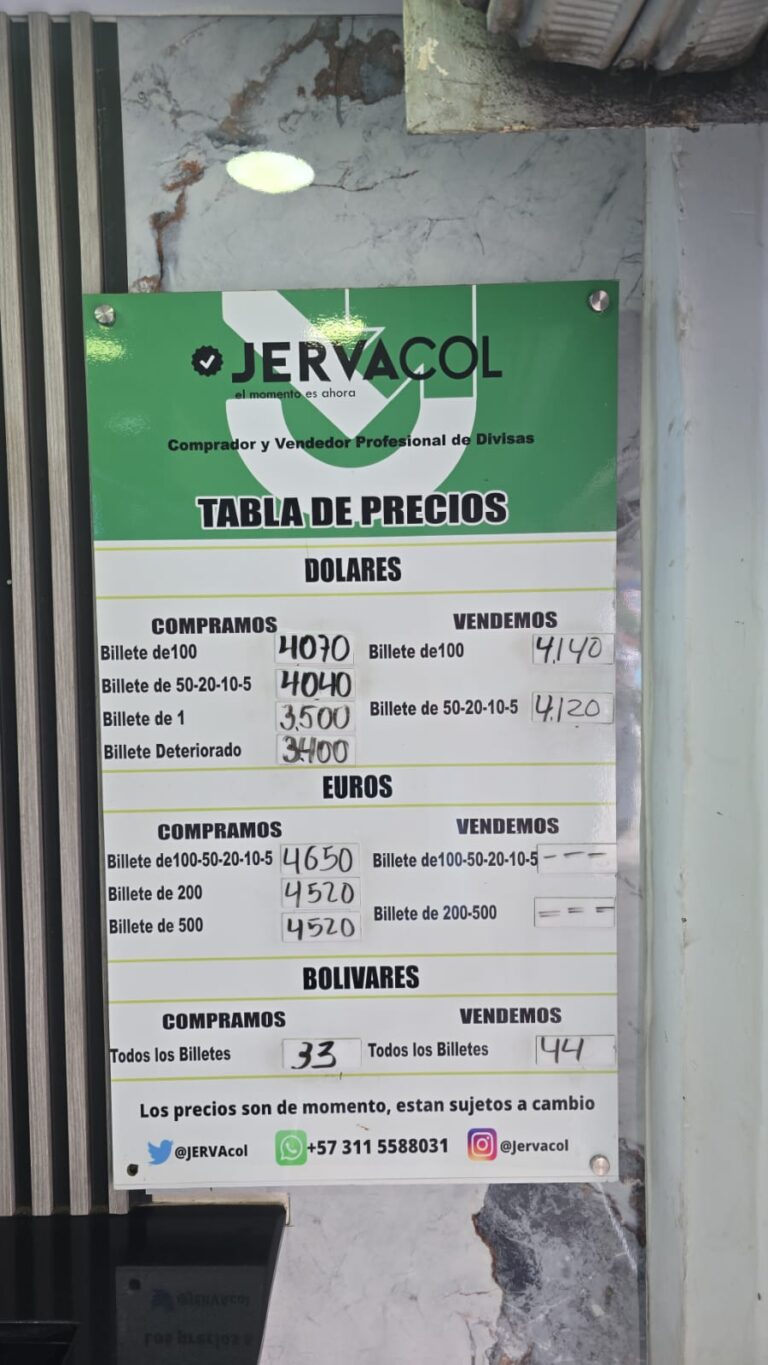 JERVACOL
el momento es ahora
Comprador y Vendedor Profesional de Divisas
TABLA DE PRECIOS
DOLARES
COMPRAMOS VENDEMOS
Billete de100 4070 Billete de100 4.140
Billete de 50-20-10-5 4040 Billete de 50-20-10-5 4.120
Billete de 1 3,500
Billete Deteriorado 3.400
EUROS
COMPRAMOS VENDEMOS
Billete de100-50-20-10-5 4650 Billete de100-50-20-10-5 ---
Billete de 200 4520 Billete de 200-500 ===
Billete de 500 4520
BOLIVARES
COMPRAMOS VENDEMOS
Todos los Billetes 33 Todos los Billetes 44
Los precios son de momento, estan sujetos a cambio
@JERVAcol +57 311 5588031 @Jervacol